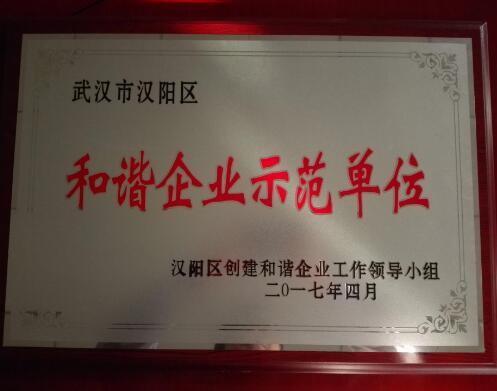 武汉市汉阳区
和谐企业示范单位
汉阳区创建和谐企业工作领导小组
二0一七年四月